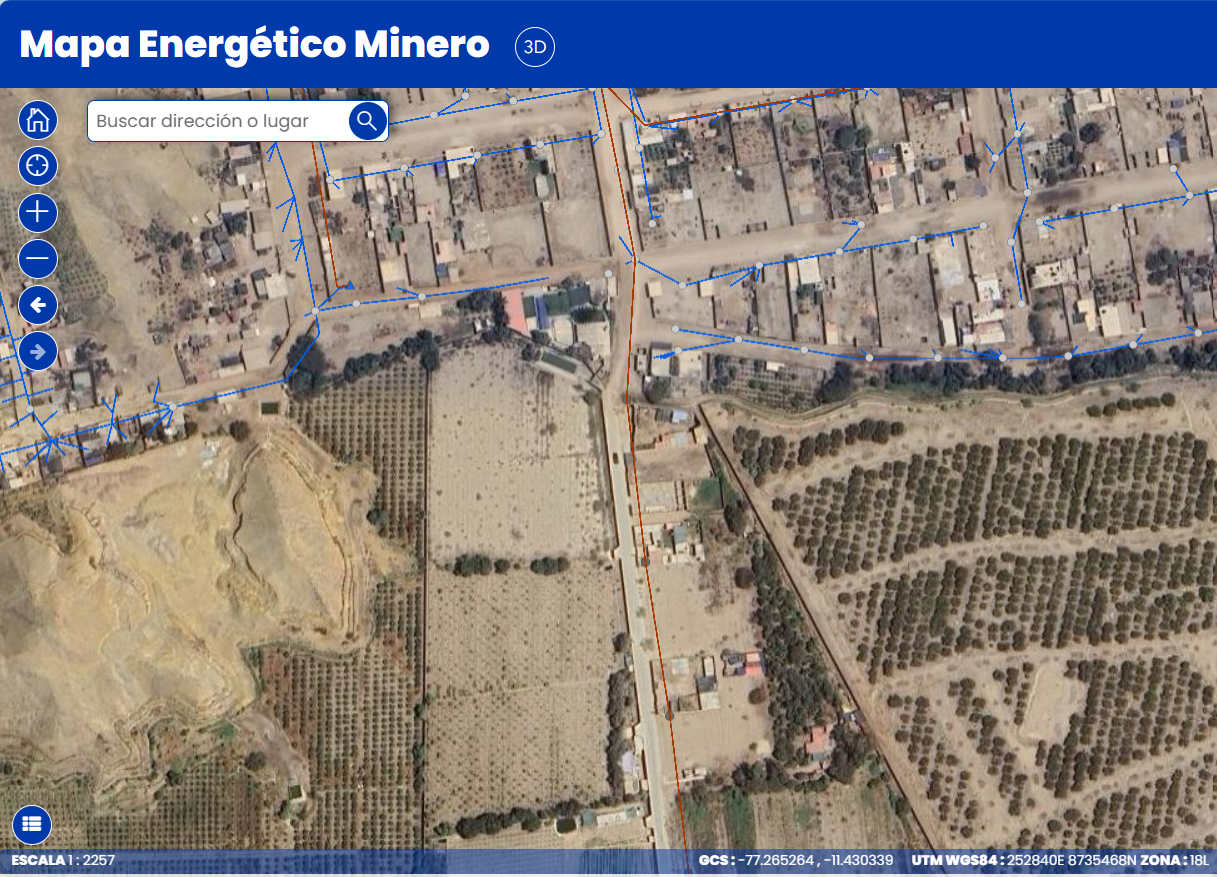 Mapa Energético Minero 3D
Buscar dirección o lugar
ESCALA 1 : 2257 GCS : -77.265264 , -11.430339 UTM WGS84 : 252840E 8735468N ZONA : 18L